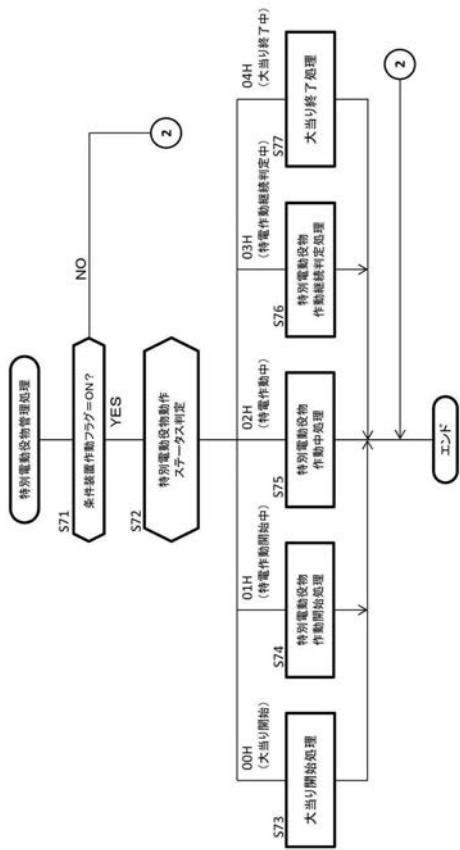 特別電動役物管理処理
S71
条件装置作動フラグ=ON?
NO
2
YES
S72
特別電動役物動作
ステータス判定
00H
(大当り開始)
01H
(特電作動開始中)
02H
(特電作動中)
03H
(特電作動継続判定中)
04H
(大当り終了中)
S73
大当り開始処理
S74
特別電動役物
作動開始処理
S75
特別電動役物
作動中処理
S76
特別電動役物
作動継続判定処理
S77
大当り終了処理
2
エンド